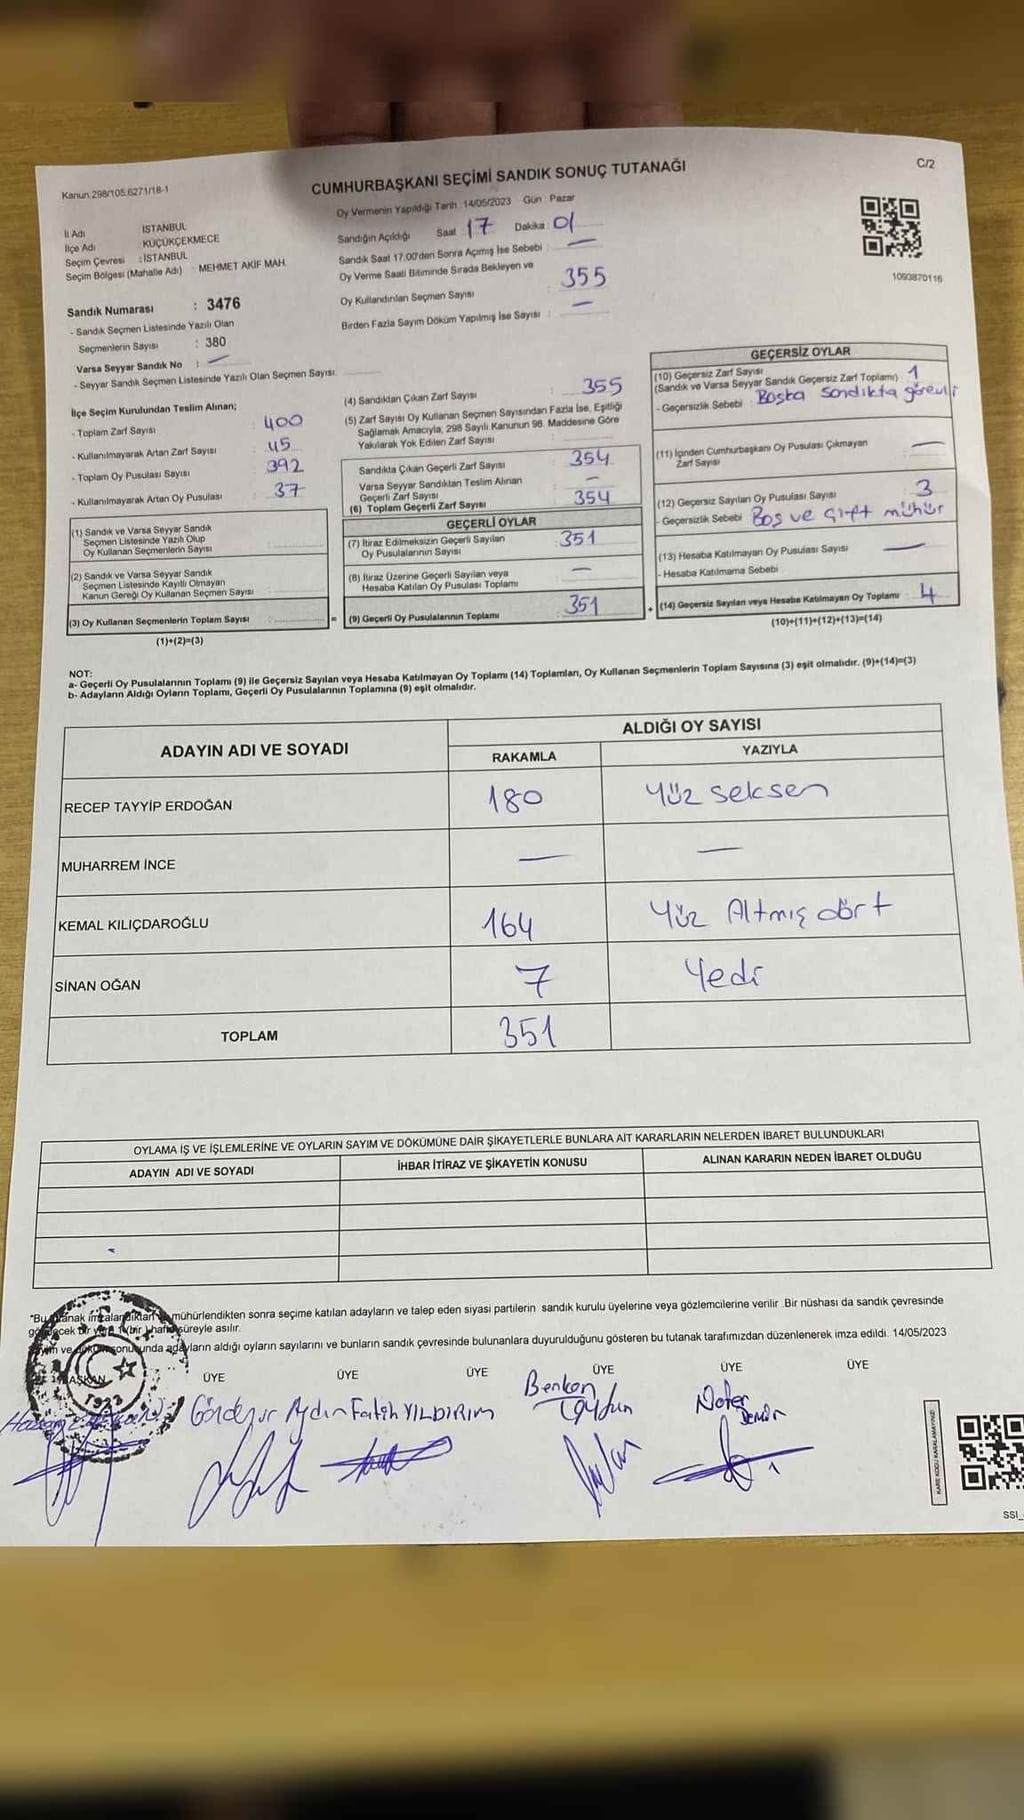 Kanun.298/105.6271/18-1
CUMHURBAŞKANI SEÇİMİ SANDIK SONUÇ TUTANAĞI
C/2
Oy Vermenin Yapıldığı Tarih : 14/05/2023 Gün : Pazar
İl Adı İSTANBUL
İlçe Adı KÜÇÜKÇEKMECE
Seçim Çevresi : İSTANBUL
Seçim Bölgesi (Mahalle Adı) MEHMET AKİF MAH.
Sandığın Açıldığı Saat : 17 Dakika : 01
Sandık Saat 17:00'den Sonra Açımış İse Sebebi : —
Oy Verme Saati Bitiminde Sırada Bekleyen ve
Oy Kullandırılan Seçmen Sayısı : 355
Birden Fazla Sayım Döküm Yapılmış İse Sayısı : —
1093870116
Sandık Numarası : 3476
- Sandık Seçmen Listesinde Yazılı Olan
Seçmenlerin Sayısı : 380
Varsa Seyyar Sandık No : —
- Seyyar Sandık Seçmen Listesinde Yazılı Olan Seçmen Sayısı:
İlçe Seçim Kurulundan Teslim Alınan;
- Toplam Zarf Sayısı : 400
- Kullanılmayarak Artan Zarf Sayısı : 45
- Toplam Oy Pusulası Sayısı : 392
- Kullanılmayarak Artan Oy Pusulası : 37
(1) Sandık ve Varsa Seyyar Sandık
Seçmen Listesinde Yazılı Olup
Oy Kullanan Seçmenlerin Sayısı :
(2) Sandık ve Varsa Seyyar Sandık
Seçmen Listesinde Kayıtlı Olmayan
Kanun Gereği Oy Kullanan Seçmen Sayısı :
(3) Oy Kullanan Seçmenlerin Toplam Sayısı :
(1)+(2)=(3)
(4) Sandıktan Çıkan Zarf Sayısı : 355
(5) Zarf Sayısı Oy Kullanan Seçmen Sayısından Fazla İse, Eşitliği
Sağlamak Amacıyla, 298 Sayılı Kanunun 98. Maddesine Göre
Yakılarak Yok Edilen Zarf Sayısı :
Sandıkta Çıkan Geçerli Zarf Sayısı : 354
Varsa Seyyar Sandıktan Teslim Alınan
Geçerli Zarf Sayısı : —
(6) Toplam Geçerli Zarf Sayısı : 354
GEÇERLİ OYLAR
(7) İtiraz Edilmeksizin Geçerli Sayılan
Oy Pusulalarının Sayısı : 351
(8) İtiraz Üzerine Geçerli Sayılan veya
Hesaba Katılan Oy Pusulası Toplamı : —
= (9) Geçerli Oy Pusulalarının Toplamı : 351
GEÇERSİZ OYLAR
(10) Geçersiz Zarf Sayısı
(Sandık ve Varsa Seyyar Sandık Geçersiz Zarf Toplamı) : 1
- Geçersizlik Sebebi : Başka sandıkta görevli
(11) İçinden Cumhurbaşkanı Oy Pusulası Çıkmayan
Zarf Sayısı : —
(12) Geçersiz Sayılan Oy Pusulası Sayısı : 3
- Geçersizlik Sebebi : Boş ve çift mühür
(13) Hesaba Katılmayan Oy Pusulası Sayısı : —
- Hesaba Katılmama Sebebi
+ (14) Geçersiz Sayılan veya Hesaba Katılmayan Oy Toplamı : 4
(10)+(11)+(12)+(13)=(14)
NOT:
a- Geçerli Oy Pusulalarının Toplamı (9) ile Geçersiz Sayılan veya Hesaba Katılmayan Oy Toplamı (14) Toplamları, Oy Kullanan Seçmenlerin Toplam Sayısına (3) eşit olmalıdır. (9)+(14)=(3)
b- Adayların Aldığı Oyların Toplamı, Geçerli Oy Pusulalarının Toplamına (9) eşit olmalıdır.
ADAYIN ADI VE SOYADI
ALDIĞI OY SAYISI
RAKAMLA YAZIYLA
RECEP TAYYİP ERDOĞAN 180 Yüz seksen
MUHARREM İNCE — —
KEMAL KILIÇDAROĞLU 164 Yüz Altmış dört
SİNAN OĞAN 7 Yedi
TOPLAM 351
OYLAMA İŞ VE İŞLEMLERİNE VE OYLARIN SAYIM VE DÖKÜMÜNE DAİR ŞİKAYETLERLE BUNLARA AİT KARARLARIN NELERDEN İBARET BULUNDUKLARI
ADAYIN ADI VE SOYADI İHBAR İTİRAZ VE ŞİKAYETİN KONUSU ALINAN KARARIN NEDEN İBARET OLDUĞU
mühürlendikten sonra seçime katılan adayların ve talep eden siyasi partilerin sandık kurulu üyelerine veya gözlemcilerine verilir .Bir nüshası da sandık çevresinde
süreyle asılır.
adayların aldığı oyların sayılarını ve bunların sandık çevresinde bulunanlara duyurulduğunu gösteren bu tutanak tarafımızdan düzenlenerek imza edildi. 14/05/2023
BAŞKAN ÜYE ÜYE ÜYE ÜYE ÜYE ÜYE
Aydın Fatih YILDIRIM
Demir
KARE KODU KARALAMAYINIZ!
SSI_